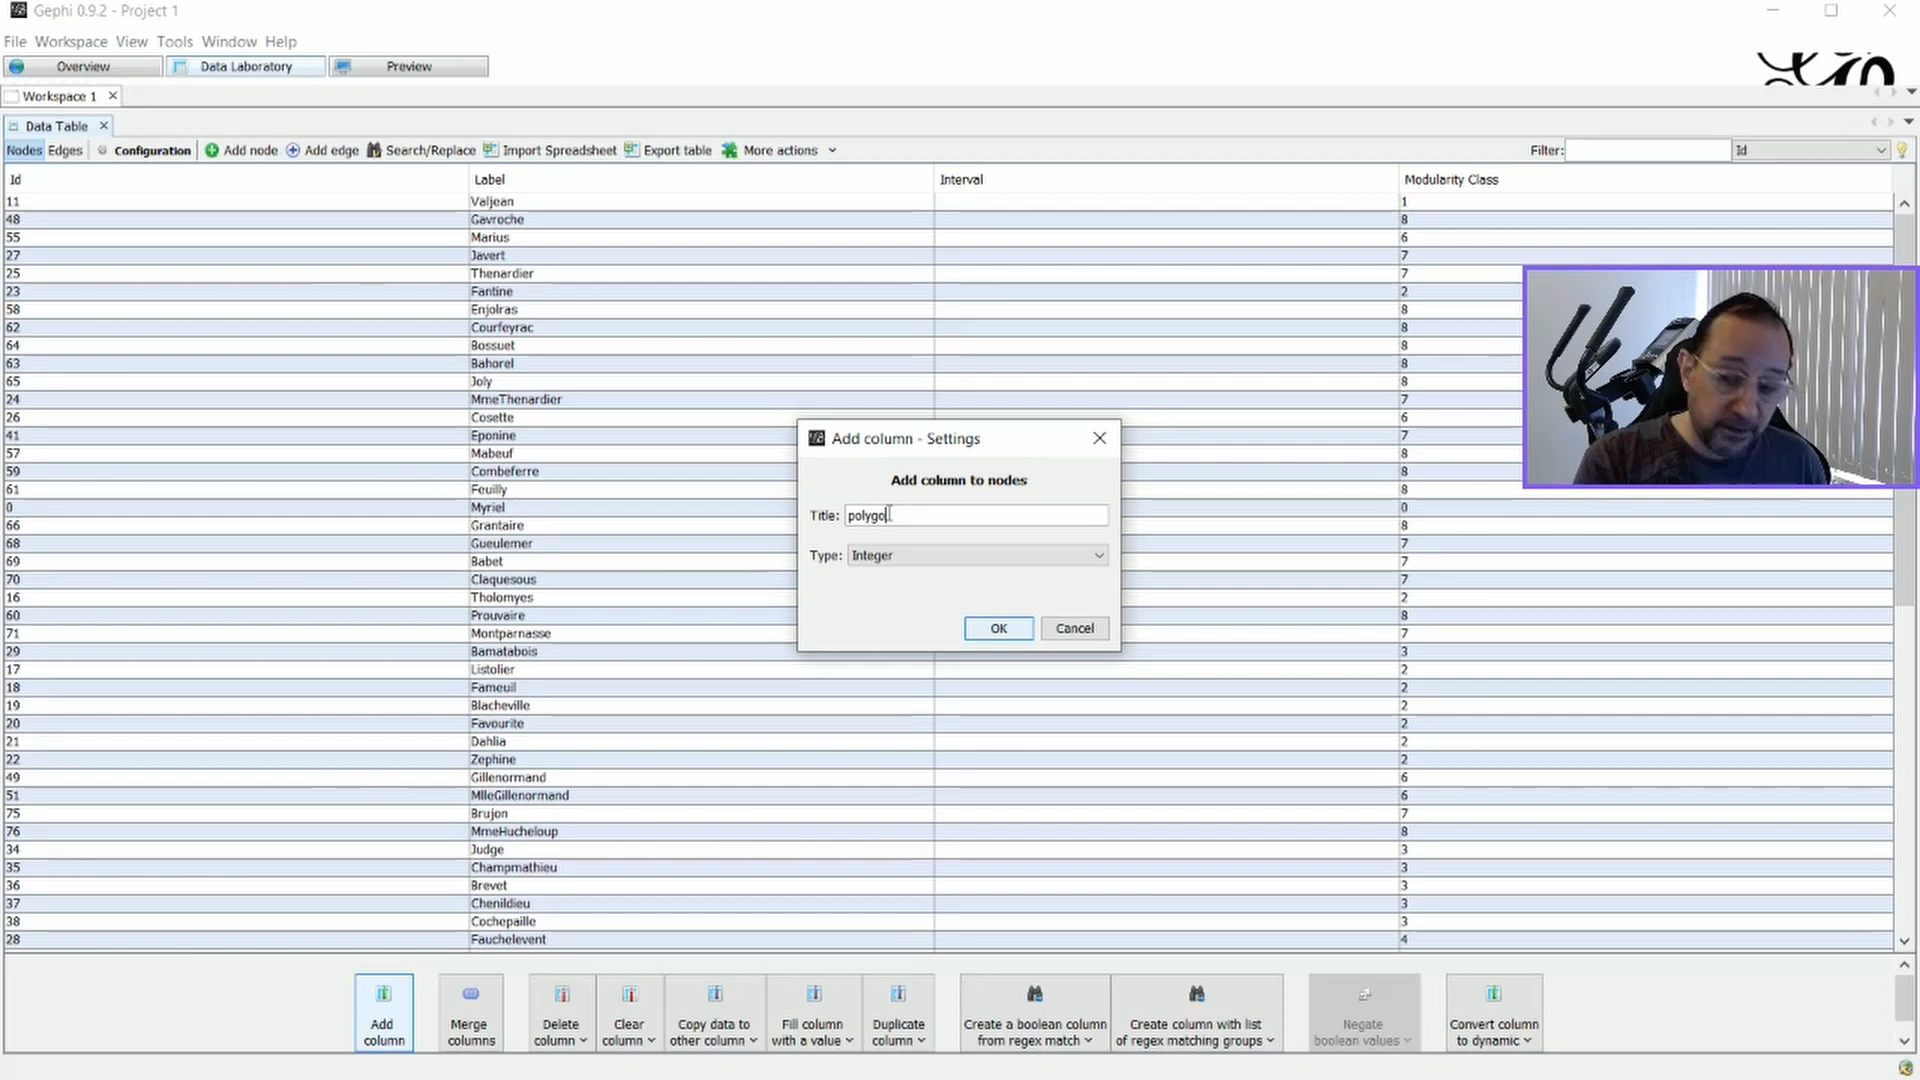 Gephi 0.9.2 - Project 1
File Workspace View Tools Window Help
Overview Data Laboratory Preview
Workspace 1
Data Table
Nodes Edges Configuration Add node Add edge Search/Replace Import Spreadsheet Export table More actions Filter: Id
Id Label Interval Modularity Class
11 Valjean 1
48 Gavroche 8
55 Marius 6
27 Javert 7
25 Thenardier 7
23 Fantine 2
58 Enjolras 8
62 Courfeyrac 8
64 Bossuet 8
63 Bahorel 8
65 Joly 8
24 MmeThenardier 7
26 Cosette 6
41 Eponine 7
57 Mabeuf 8
59 Combeferre 8
61 Feuilly 8
0 Myriel 0
66 Grantaire 8
68 Gueulemer 7
69 Babet 7
70 Claquesous 7
16 Tholomyes 2
60 Prouvaire 8
71 Montparnasse 7
29 Bamatabois 3
17 Listolier 2
18 Fameuil 2
19 Blacheville 2
20 Favourite 2
21 Dahlia 2
22 Zephine 2
49 Gillenormand 6
51 MlleGillenormand 6
75 Brujon 7
76 MmeHucheloup 8
34 Judge 3
35 Champmathieu 3
36 Brevet 3
37 Chenildieu 3
38 Cochepaille 3
28 Fauchelevent 4
Add column - Settings
Add column to nodes
Title: polygo
Type: Integer
OK Cancel
Add column
Merge columns
Delete column
Clear column
Copy data to other column
Fill column with a value
Duplicate column
Create a boolean column from regex match
Create column with list of regex matching groups
Negate boolean values
Convert column to dynamic